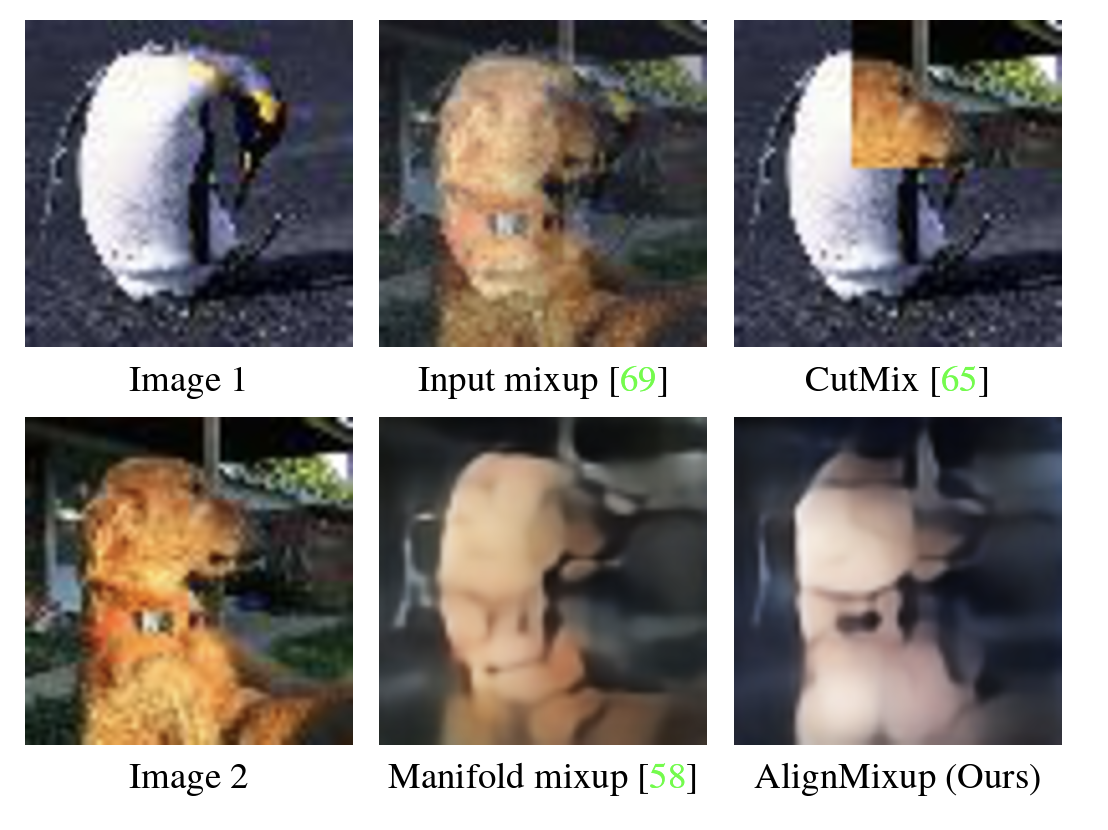 Image 1
Input mixup [69]
CutMix [65]
Image 2
Manifold mixup [58]
AlignMixup (Ours)